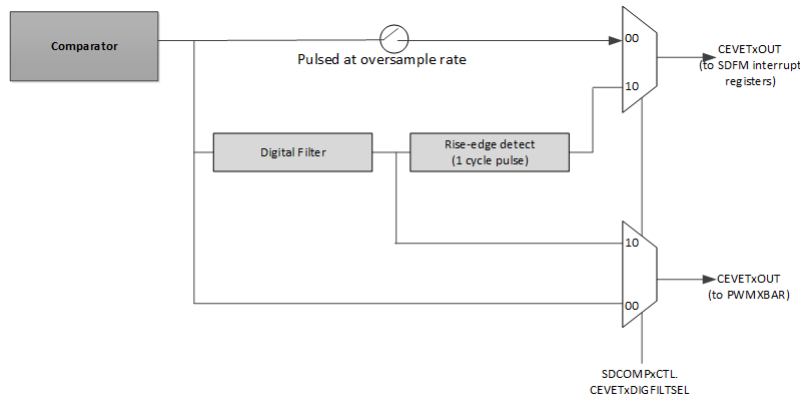 Comparator
Pulsed at oversample rate
00
10
CEVETxOUT
(to SDFM interrupt
registers)
Digital Filter
Rise-edge detect
(1 cycle pulse)
10
00
CEVETxOUT
(to PWMXBAR)
SDCOMPxCTL.
CEVETxDIGFILTSEL